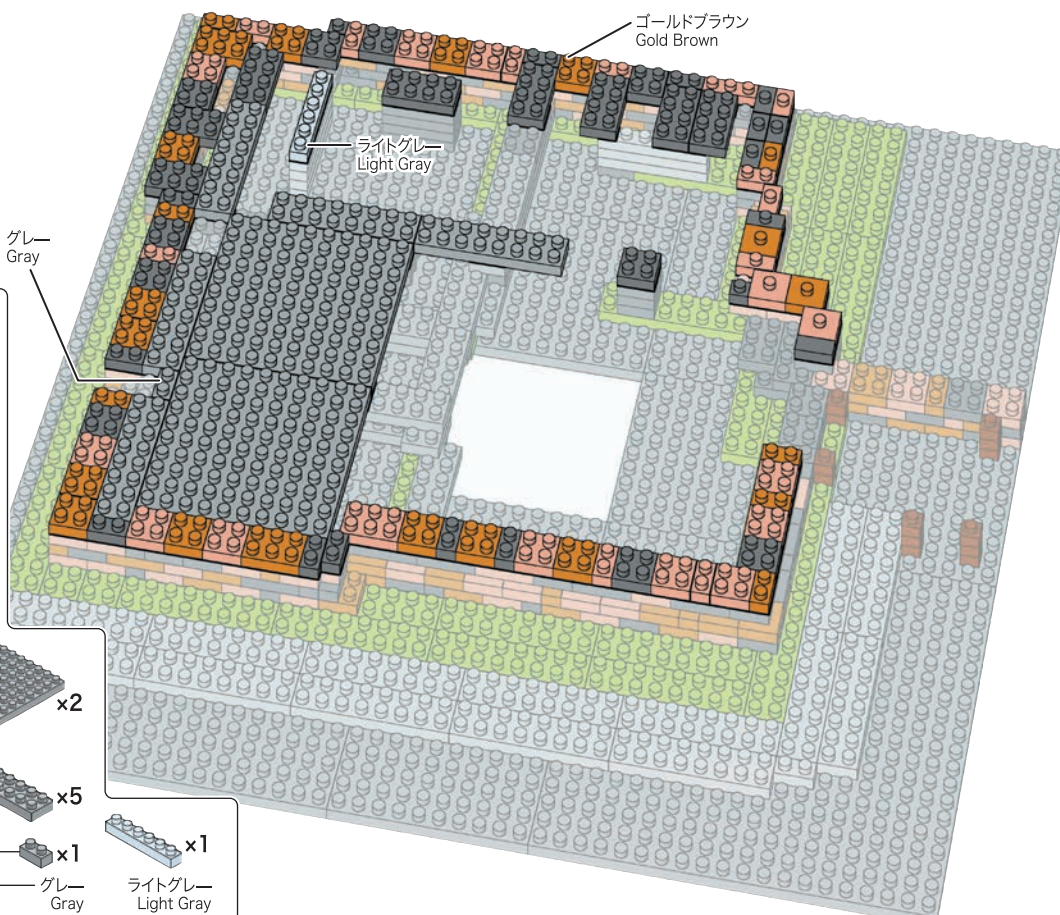 ゴールドブラウン
Gold Brown
ライトグレー
Light Gray
グレー
Gray
×2
×5
×1
×1
グレー
Gray
ライトグレー
Light Gray